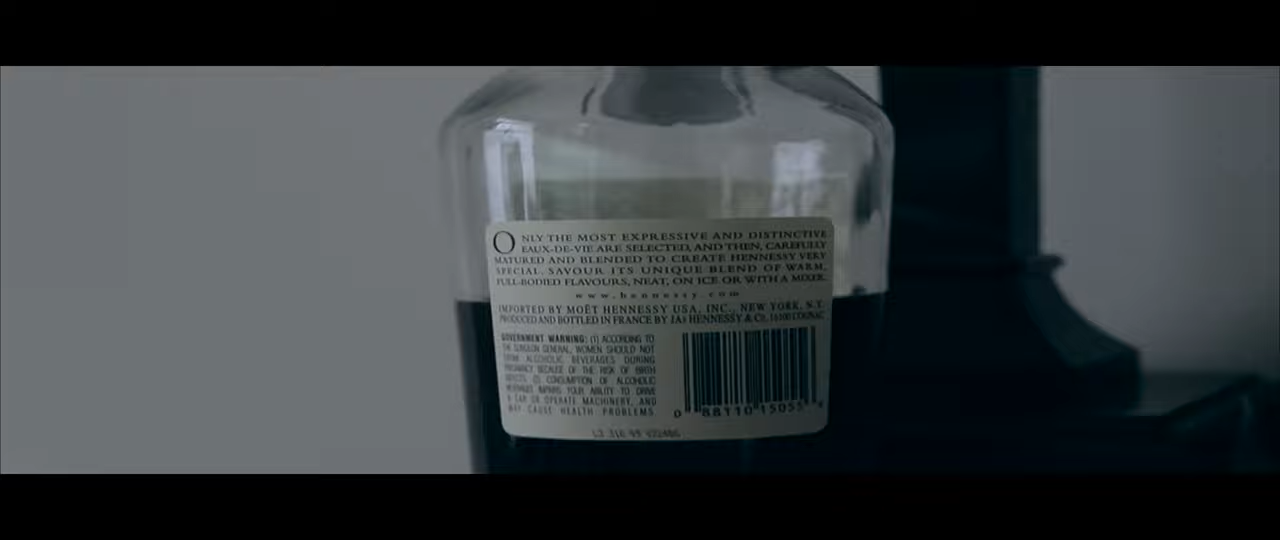 ONLY THE MOST EXPRESSIVE AND DISTINCTIVE
EAUX-DE-VIE ARE SELECTED, AND THEN, CAREFULLY
MATURED AND BLENDED TO CREATE HENNESSY VERY
SPECIAL. SAVOUR ITS UNIQUE BLEND OF WARM,
FULL-BODIED FLAVOURS, NEAT, ON ICE OR WITH A MIXER.
www.hennessy.com
IMPORTED BY MOËT HENNESSY USA, INC., NEW YORK, N.Y.
PRODUCED AND BOTTLED IN FRANCE BY JAs HENNESSY & Co, 16100 COGNAC
GOVERNMENT WARNING: (1) ACCORDING TO
THE SURGEON GENERAL, WOMEN SHOULD NOT
DRINK ALCOHOLIC BEVERAGES DURING
PREGNANCY BECAUSE OF THE RISK OF BIRTH
DEFECTS. (2) CONSUMPTION OF ALCOHOLIC
BEVERAGES IMPAIRS YOUR ABILITY TO DRIVE
A CAR OR OPERATE MACHINERY, AND
MAY CAUSE HEALTH PROBLEMS.
0 88110 15055